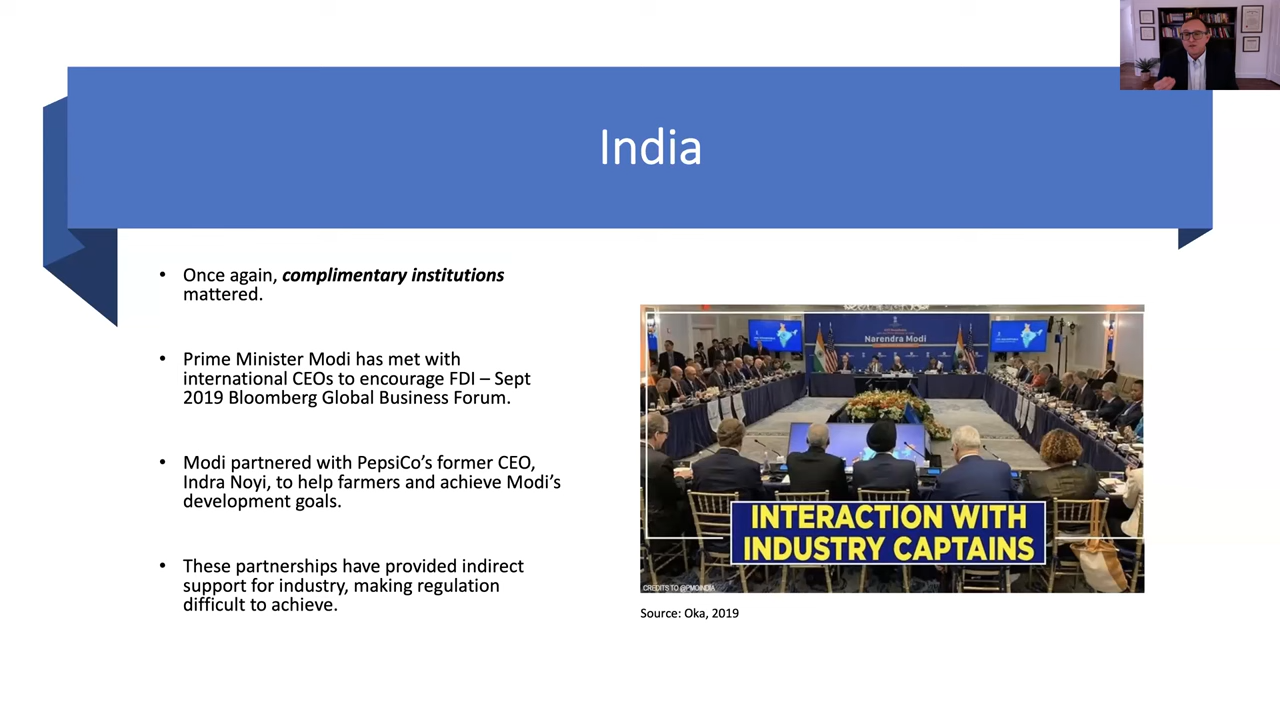 India
• Once again, complimentary institutions
mattered.
• Prime Minister Modi has met with
international CEOs to encourage FDI – Sept
2019 Bloomberg Global Business Forum.
• Modi partnered with PepsiCo’s former CEO,
Indra Noyi, to help farmers and achieve Modi’s
development goals.
• These partnerships have provided indirect
support for industry, making regulation
difficult to achieve.
Narendra Modi
INTERACTION WITH
INDUSTRY CAPTAINS
CREDITS TO @PMOINDIA
Source: Oka, 2019